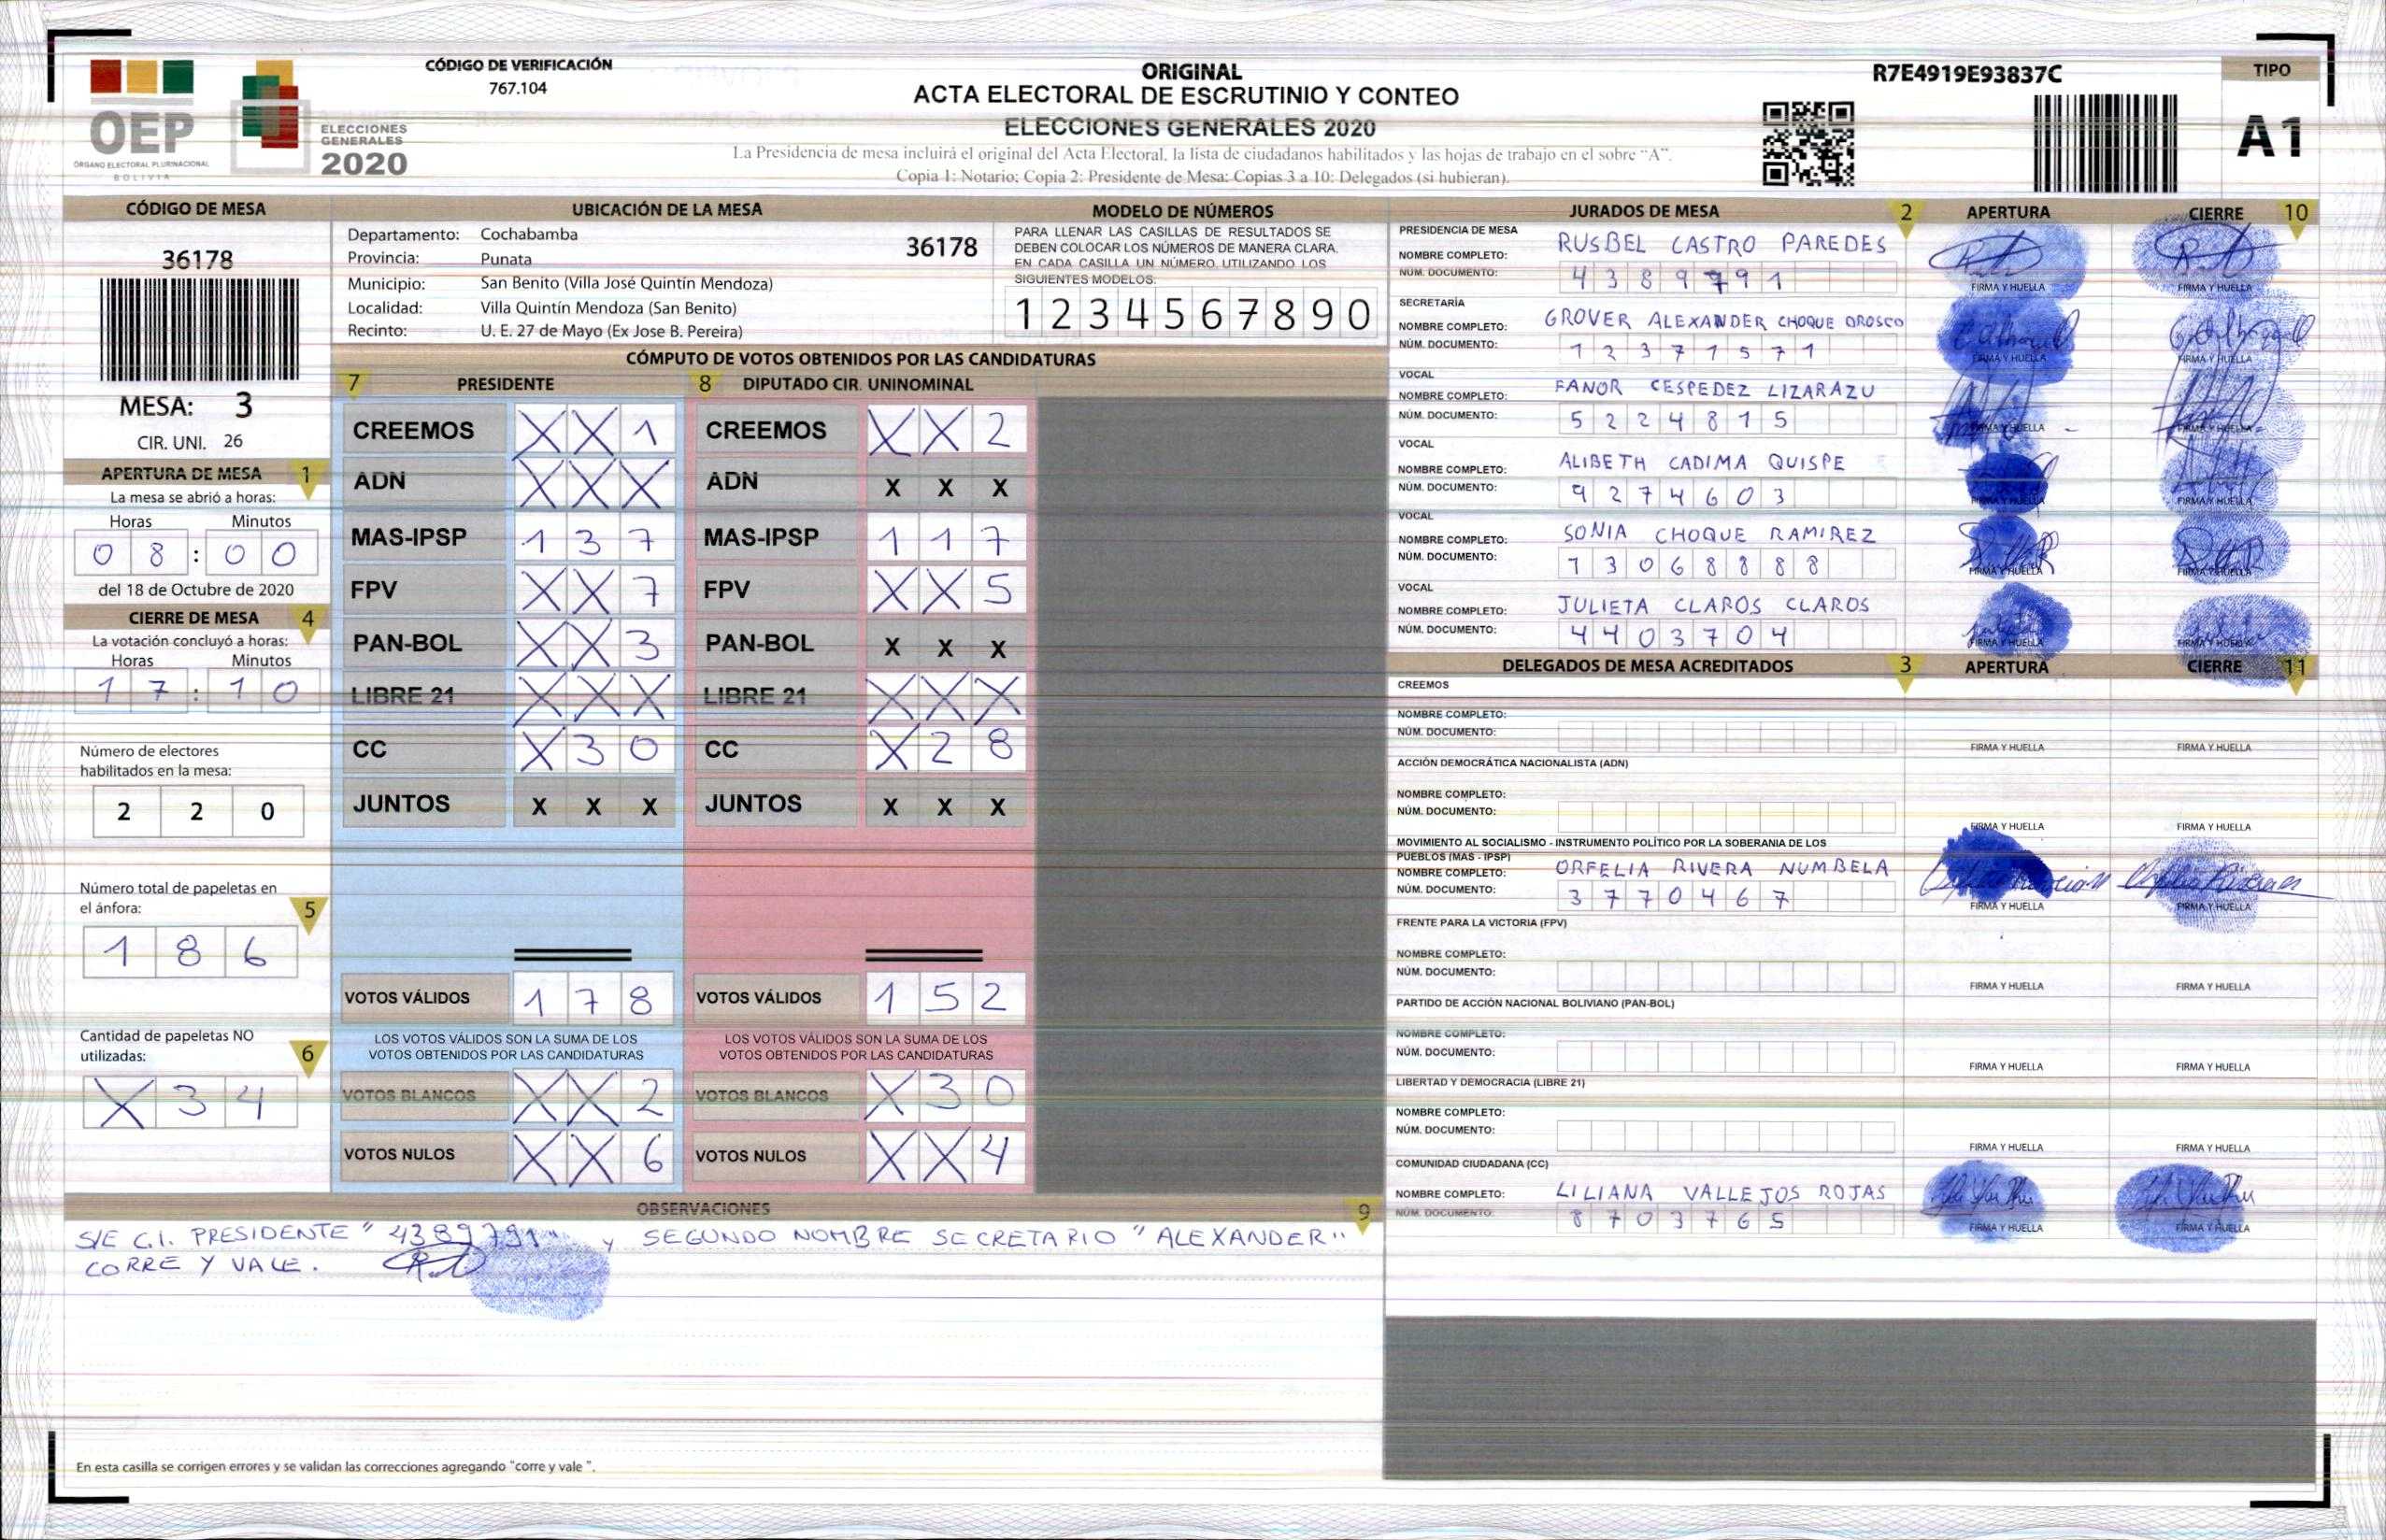 CÓDIGO DE VERIFICACIÓN
767.104
ORIGINAL
ACTA ELECTORAL DE ESCRUTINIO Y CONTEO
ELECCIONES GENERALES 2020
La Presidencia de mesa incluirá el original del Acta Electoral, la lista de ciudadanos habilitados y las hojas de trabajo en el sobre "A".
Copia 1: Notario; Copia 2: Presidente de Mesa; Copias 3 a 10: Delegados (si hubieran).
R7E4919E93837C
TIPO
A1
OEP
ÓRGANO ELECTORAL PLURINACIONAL
BOLIVIA
ELECCIONES
GENERALES
2020
CÓDIGO DE MESA
36178
MESA: 3
CIR. UNI. 26
APERTURA DE MESA 1
La mesa se abrió a horas:
Horas Minutos
0 8 : 0 0
del 18 de Octubre de 2020
CIERRE DE MESA 4
La votación concluyó a horas:
Horas Minutos
1 7 : 1 0
Número de electores
habilitados en la mesa:
2 2 0
Número total de papeletas en
el ánfora: 5
1 8 6
Cantidad de papeletas NO
utilizadas: 6
X 3 4
UBICACIÓN DE LA MESA
Departamento: Cochabamba 36178
Provincia: Punata
Municipio: San Benito (Villa José Quintín Mendoza)
Localidad: Villa Quintín Mendoza (San Benito)
Recinto: U. E. 27 de Mayo (Ex Jose B. Pereira)
MODELO DE NÚMEROS
PARA LLENAR LAS CASILLAS DE RESULTADOS SE
DEBEN COLOCAR LOS NÚMEROS DE MANERA CLARA.
EN CADA CASILLA UN NÚMERO, UTILIZANDO LOS
SIGUIENTES MODELOS:
1 2 3 4 5 6 7 8 9 0
CÓMPUTO DE VOTOS OBTENIDOS POR LAS CANDIDATURAS
7 PRESIDENTE 8 DIPUTADO CIR. UNINOMINAL
CREEMOS X X 1 CREEMOS X X 2
ADN X X X ADN X X X
MAS-IPSP 1 3 7 MAS-IPSP 1 1 7
FPV X X 7 FPV X X 5
PAN-BOL X X 3 PAN-BOL X X X
LIBRE 21 X X X LIBRE 21 X X X
CC X 3 0 CC X 2 8
JUNTOS X X X JUNTOS X X X
VOTOS VÁLIDOS 1 7 8 VOTOS VÁLIDOS 1 5 2
LOS VOTOS VÁLIDOS SON LA SUMA DE LOS LOS VOTOS VÁLIDOS SON LA SUMA DE LOS
VOTOS OBTENIDOS POR LAS CANDIDATURAS VOTOS OBTENIDOS POR LAS CANDIDATURAS
VOTOS BLANCOS X X 2 VOTOS BLANCOS X 3 0
VOTOS NULOS X X 6 VOTOS NULOS X X 4
OBSERVACIONES 9
S/E C.I. PRESIDENTE "4389791" y SEGUNDO NOMBRE SECRETARIO "ALEXANDER"
CORRE Y VALE.
En esta casilla se corrigen errores y se validan las correcciones agregando "corre y vale ".
JURADOS DE MESA 2 APERTURA CIERRE 10
PRESIDENCIA DE MESA
NOMBRE COMPLETO: RUSBEL CASTRO PAREDES
NÚM. DOCUMENTO: 4 3 8 9 7 9 1 FIRMA Y HUELLA FIRMA Y HUELLA
SECRETARÍA
NOMBRE COMPLETO: GROVER ALEXANDER CHOQUE OROSCO
NÚM. DOCUMENTO: 1 2 3 7 1 5 7 1 FIRMA Y HUELLA FIRMA Y HUELLA
VOCAL
NOMBRE COMPLETO: FANOR CESPEDEZ LIZARAZU
NÚM. DOCUMENTO: 5 2 2 4 8 1 5 FIRMA Y HUELLA FIRMA Y HUELLA
VOCAL
NOMBRE COMPLETO: ALIBETH CADIMA QUISPE
NÚM. DOCUMENTO: 9 2 7 4 6 0 3 FIRMA Y HUELLA FIRMA Y HUELLA
VOCAL
NOMBRE COMPLETO: SONIA CHOQUE RAMIREZ
NÚM. DOCUMENTO: 7 3 0 6 8 8 8 8 FIRMA Y HUELLA FIRMA Y HUELLA
VOCAL
NOMBRE COMPLETO: JULIETA CLAROS CLAROS
NÚM. DOCUMENTO: 4 4 0 3 7 0 4 FIRMA Y HUELLA FIRMA Y HUELLA
DELEGADOS DE MESA ACREDITADOS 3 APERTURA CIERRE 11
CREEMOS
NOMBRE COMPLETO:
NÚM. DOCUMENTO: FIRMA Y HUELLA FIRMA Y HUELLA
ACCIÓN DEMOCRÁTICA NACIONALISTA (ADN)
NOMBRE COMPLETO:
NÚM. DOCUMENTO: FIRMA Y HUELLA FIRMA Y HUELLA
MOVIMIENTO AL SOCIALISMO - INSTRUMENTO POLÍTICO POR LA SOBERANIA DE LOS
PUEBLOS (MAS - IPSP)
NOMBRE COMPLETO: ORFELIA RIVERA NUMBELA
NÚM. DOCUMENTO: 3 7 7 0 4 6 7 FIRMA Y HUELLA FIRMA Y HUELLA
FRENTE PARA LA VICTORIA (FPV)
NOMBRE COMPLETO:
NÚM. DOCUMENTO: FIRMA Y HUELLA FIRMA Y HUELLA
PARTIDO DE ACCIÓN NACIONAL BOLIVIANO (PAN-BOL)
NOMBRE COMPLETO:
NÚM. DOCUMENTO: FIRMA Y HUELLA FIRMA Y HUELLA
LIBERTAD Y DEMOCRACIA (LIBRE 21)
NOMBRE COMPLETO:
NÚM. DOCUMENTO: FIRMA Y HUELLA FIRMA Y HUELLA
COMUNIDAD CIUDADANA (CC)
NOMBRE COMPLETO: LILIANA VALLEJOS ROJAS
NÚM. DOCUMENTO: 8 7 0 3 7 6 5 FIRMA Y HUELLA FIRMA Y HUELLA